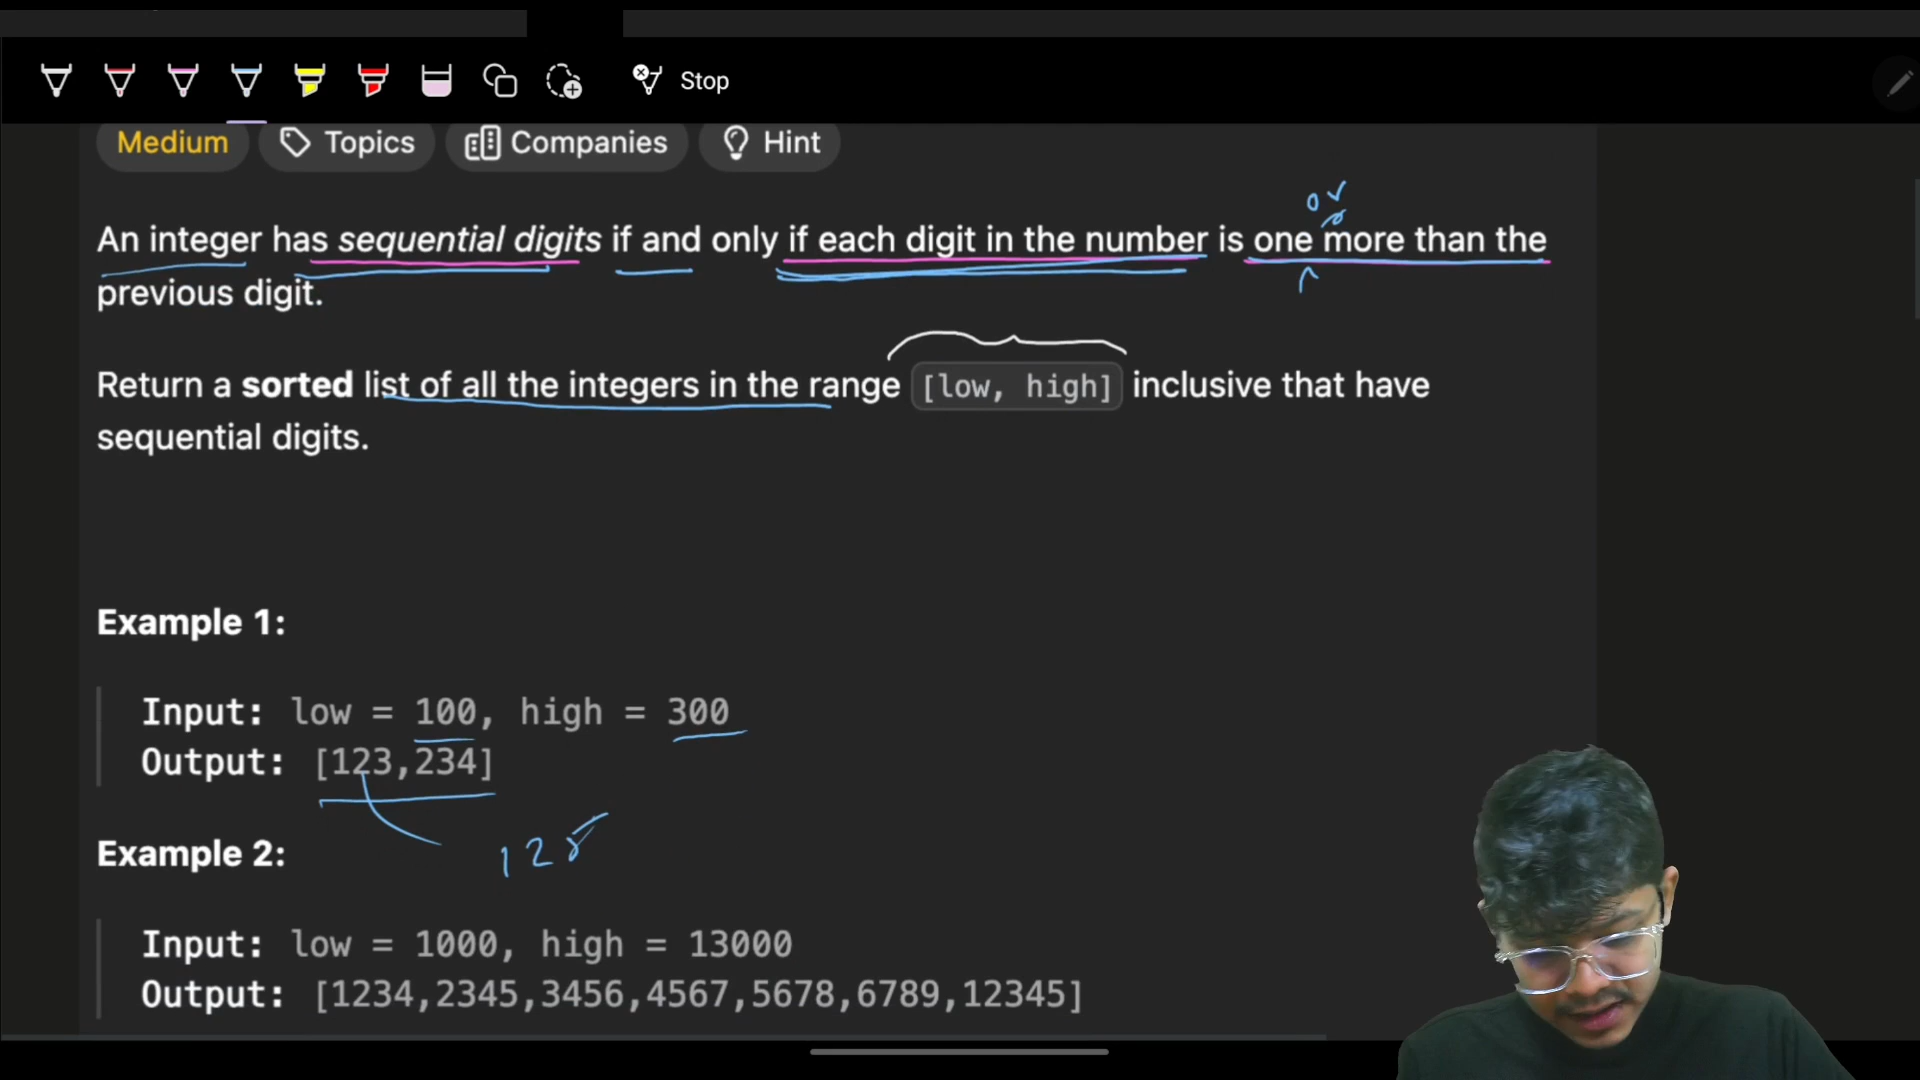 Stop
Medium Topics Companies Hint
An integer has sequential digits if and only if each digit in the number is one more than the
previous digit.
Return a sorted list of all the integers in the range [low, high] inclusive that have
sequential digits.
Example 1:
Input: low = 100, high = 300
Output: [123,234]
12
Example 2:
Input: low = 1000, high = 13000
Output: [1234,2345,3456,4567,5678,6789,12345]